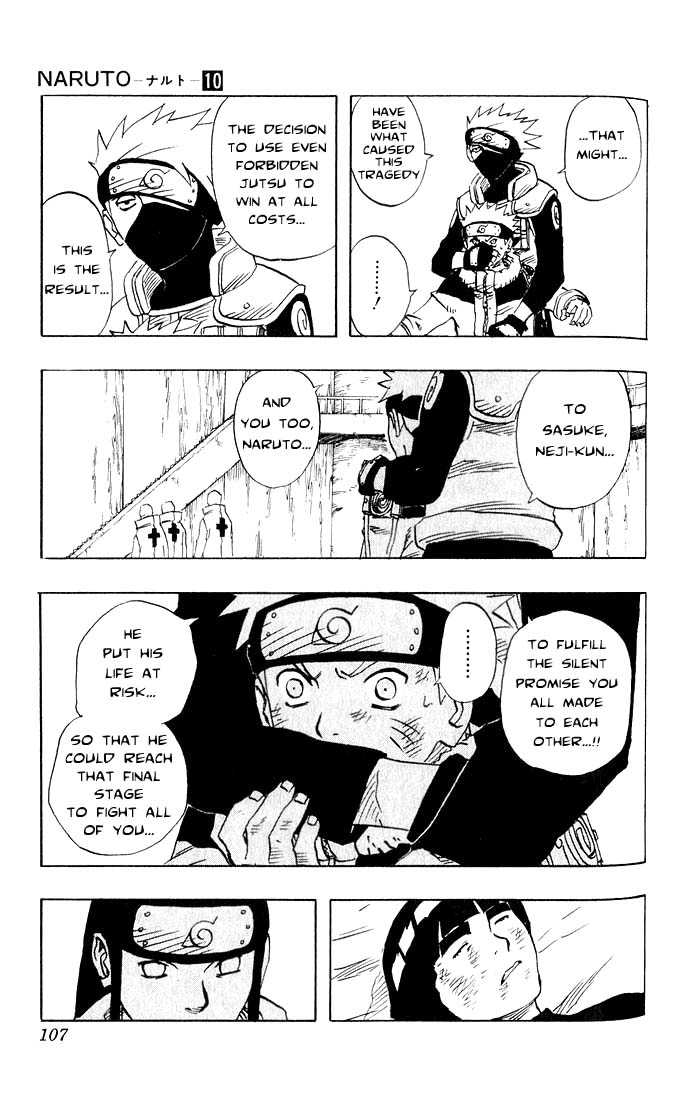 NARUTO—ナルト—10
...THAT
MIGHT...
HAVE
BEEN
WHAT
CAUSED
THIS
TRAGEDY
........!
THE DECISION
TO USE EVEN
FORBIDDEN
JUTSU TO
WIN AT ALL
COSTS...
THIS
IS THE
RESULT...
TO
SASUKE,
NEJI-KUN...
AND
YOU TOO,
NARUTO...
TO FULFILL
THE SILENT
PROMISE YOU
ALL MADE
TO EACH
OTHER...!!
........
HE
PUT HIS
LIFE AT
RISK...
SO THAT HE
COULD REACH
THAT FINAL
STAGE
TO FIGHT ALL
OF YOU...
107